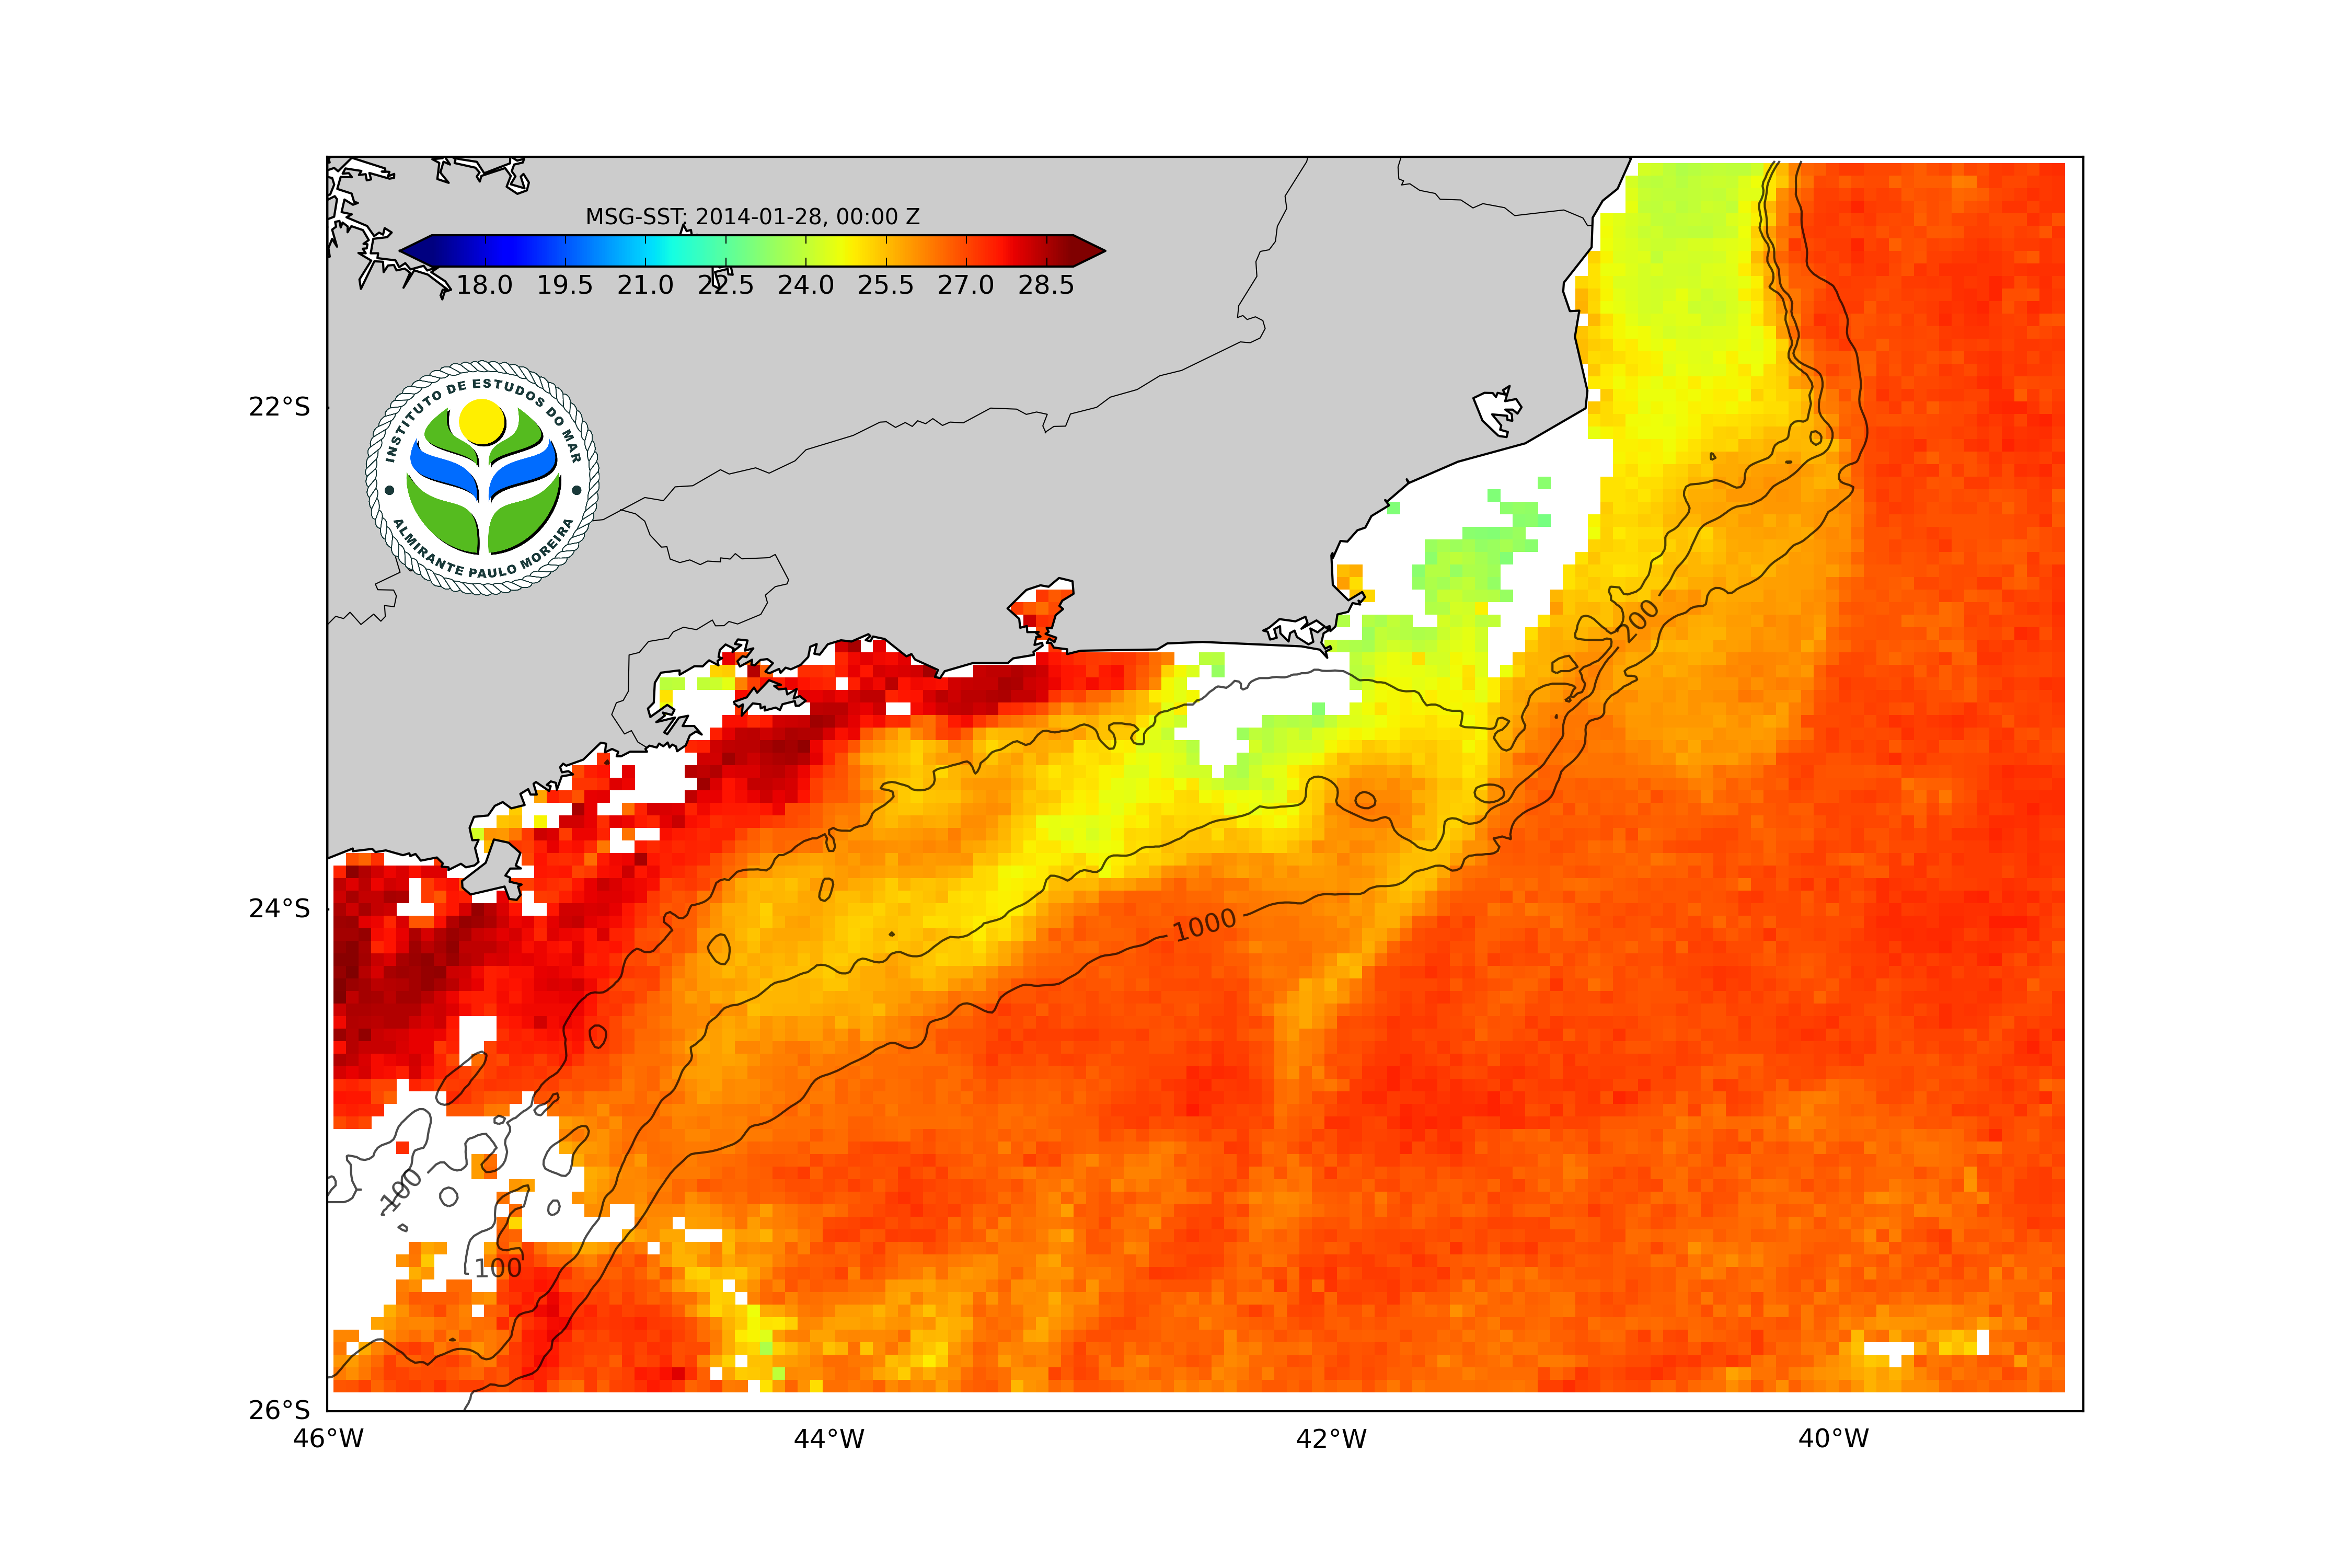 MSG-SST: 2014-01-28, 00:00 Z
18.0 19.5 21.0 22.5 24.0 25.5 27.0 28.5
INSTITUTO DE ESTUDOS DO MAR
ALMIRANTE PAULO MOREIRA
22°S
24°S
26°S
46°W 44°W 42°W 40°W
200
1000
100
100